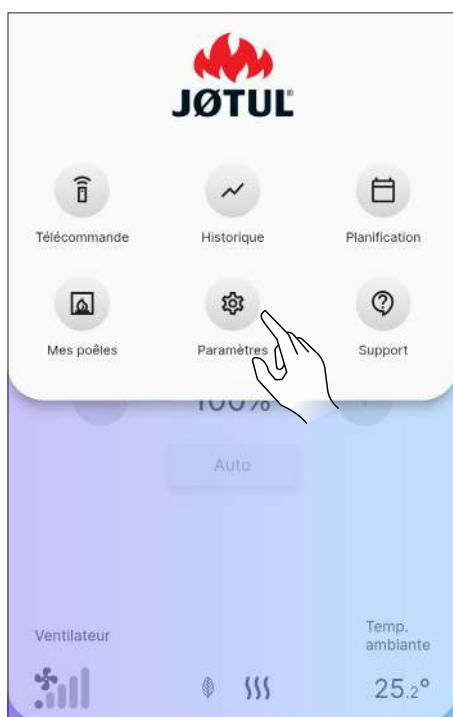 JØTUL®
Télécommande
Historique
Planification
Mes poêles
Paramètres
Support
100%
Auto
Ventilateur
Temp.
ambiante
25.2°